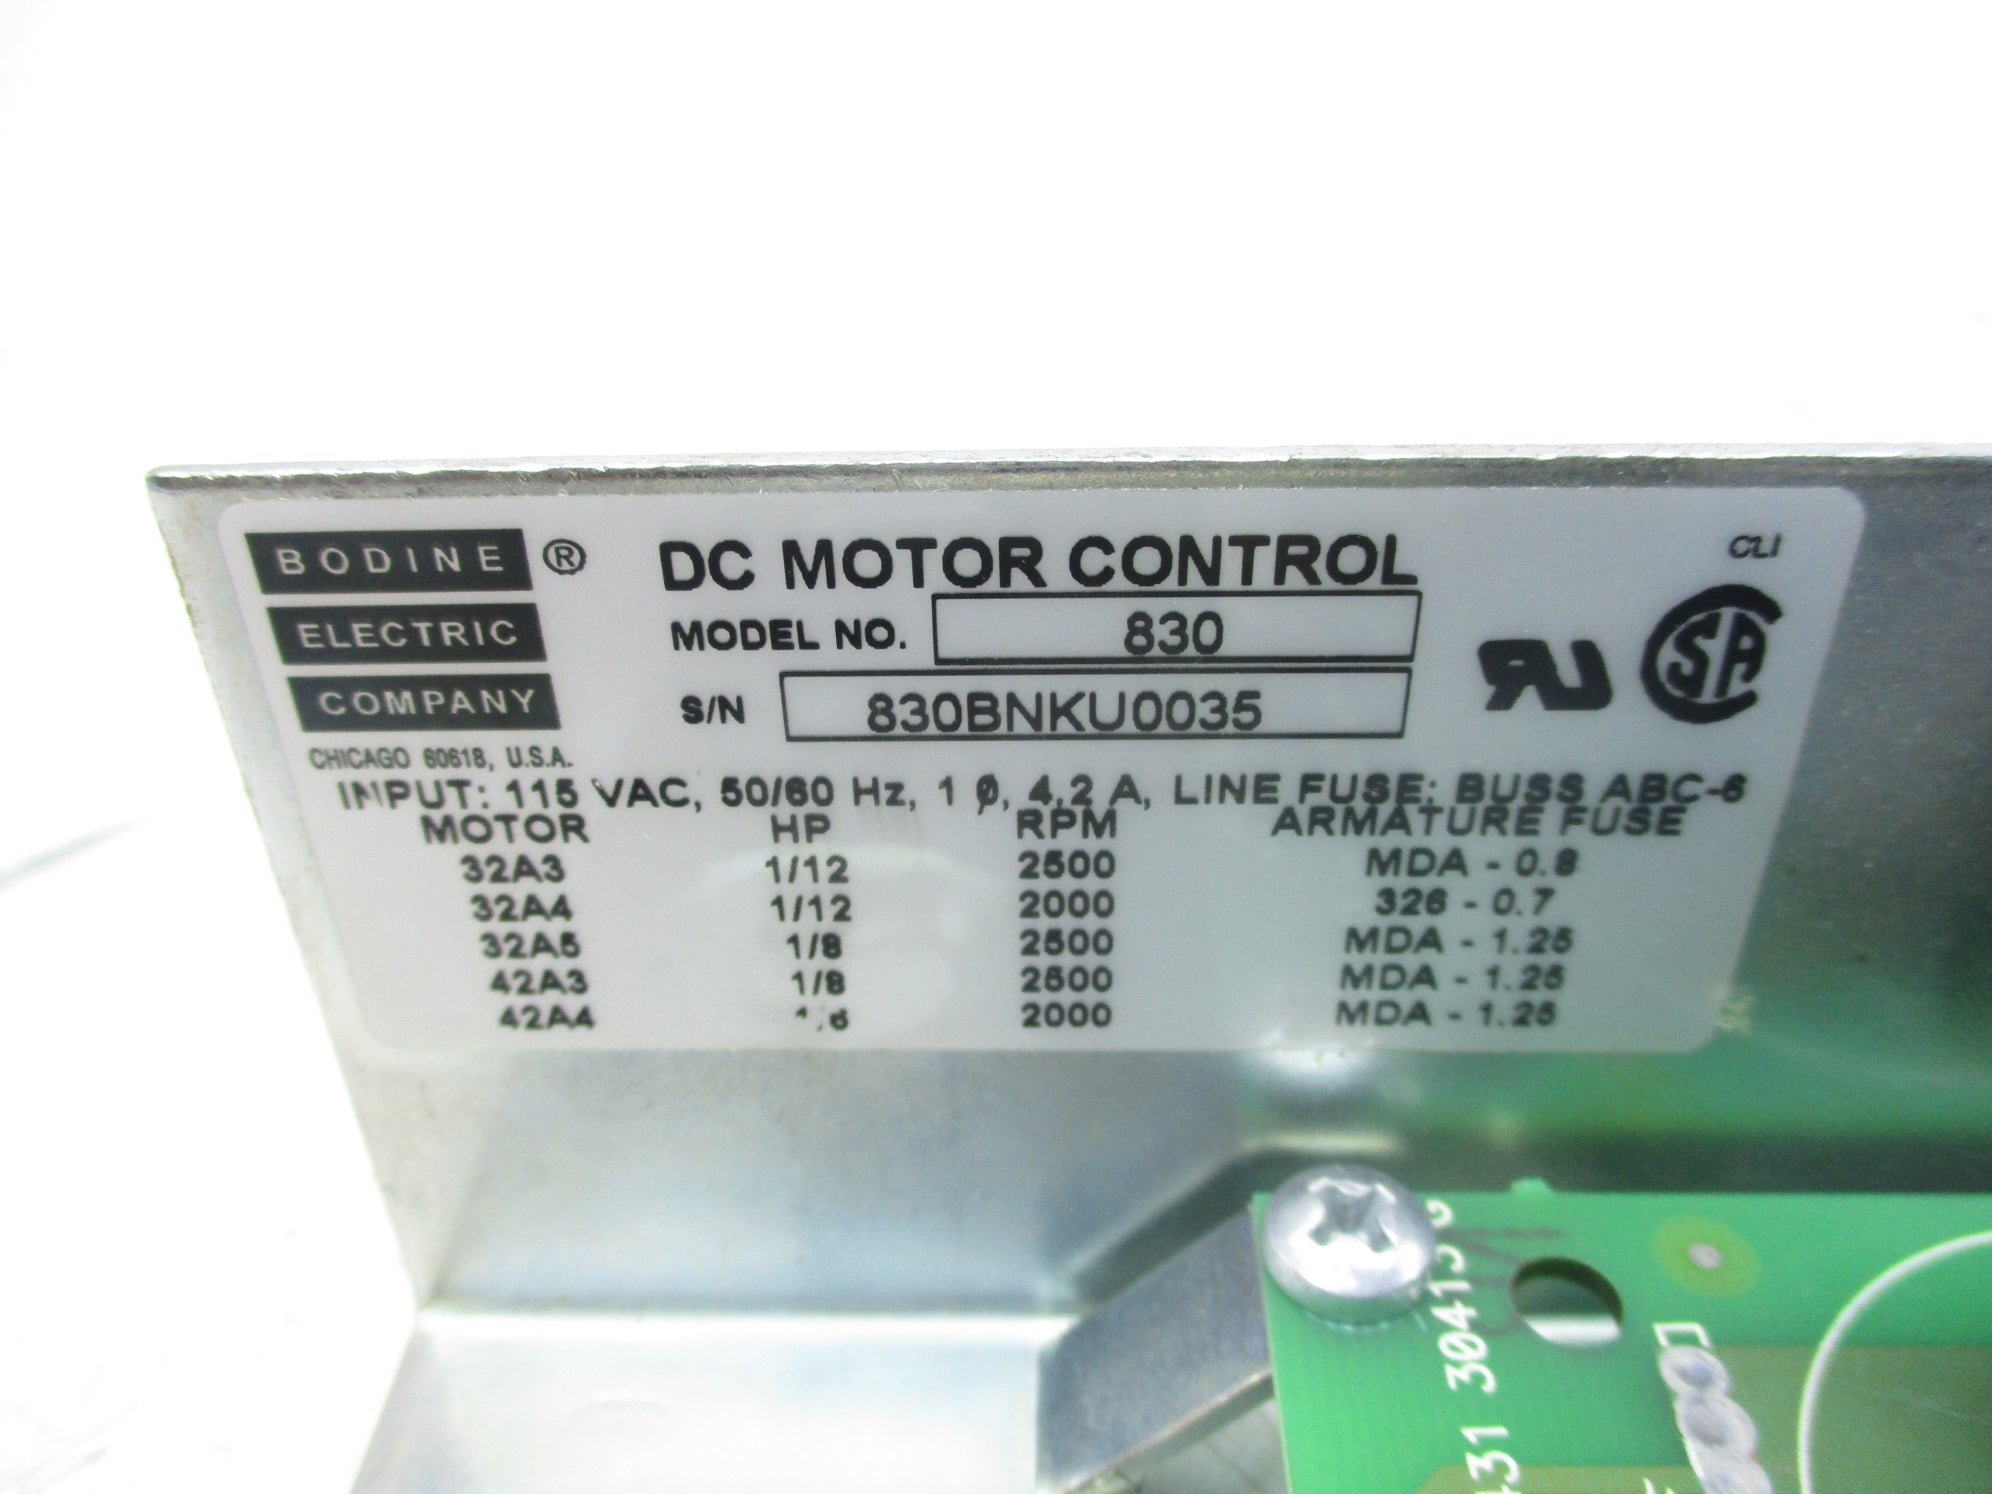 BODINE ® DC MOTOR CONTROL
CLI
ELECTRIC MODEL NO. 830
COMPANY S/N 830BNKU0035
CHICAGO 60618, U.S.A.
INPUT: 115 VAC, 50/60 Hz, 1 ø, 4.2 A, LINE FUSE: BUSS ABC-6
MOTOR HP RPM ARMATURE FUSE
32A3 1/12 2500 MDA - 0.8
32A4 1/12 2000 326 - 0.7
32A5 1/8 2500 MDA - 1.25
42A3 1/8 2500 MDA - 1.25
42A4 2000 MDA - 1.25